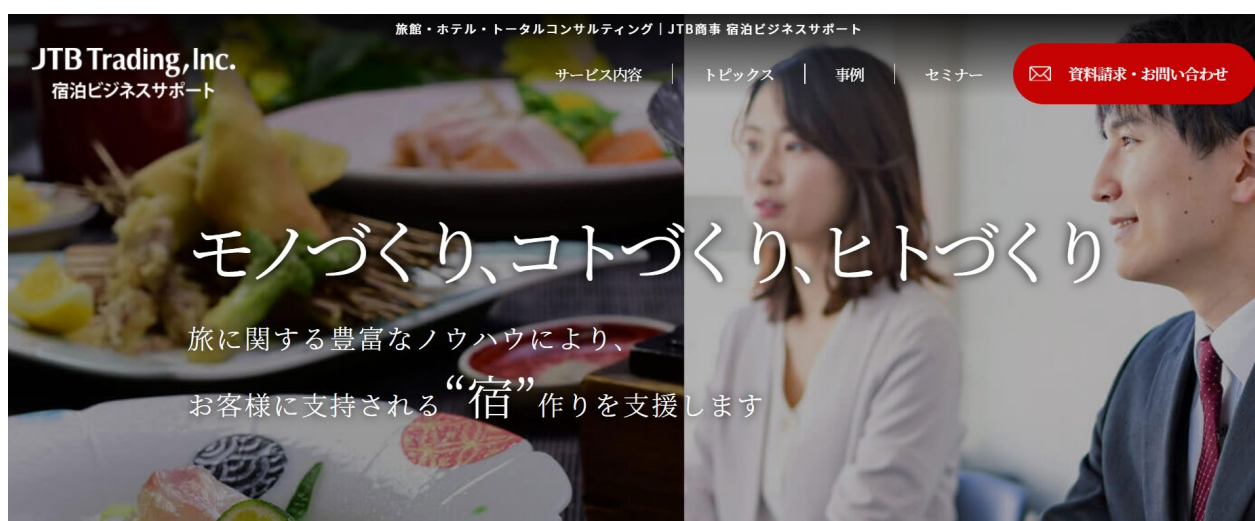 旅館・ホテル・トータルコンサルティング｜JTB商事 宿泊ビジネスサポート
JTB Trading, Inc.
宿泊ビジネスサポート
サービス内容
トピックス
事例
セミナー
資料請求・お問い合わせ
モノづくり、コトづくり、ヒトづくり
旅に関する豊富なノウハウにより、
お客様に支持される“宿”作りを支援します